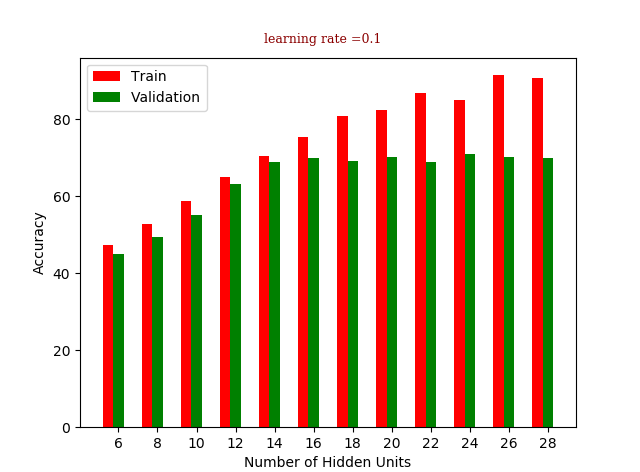 learning rate =0.1
Train
Validation
80
60
40
20
0
Accuracy
6 8 10 12 14 16 18 20 22 24 26 28
Number of Hidden Units